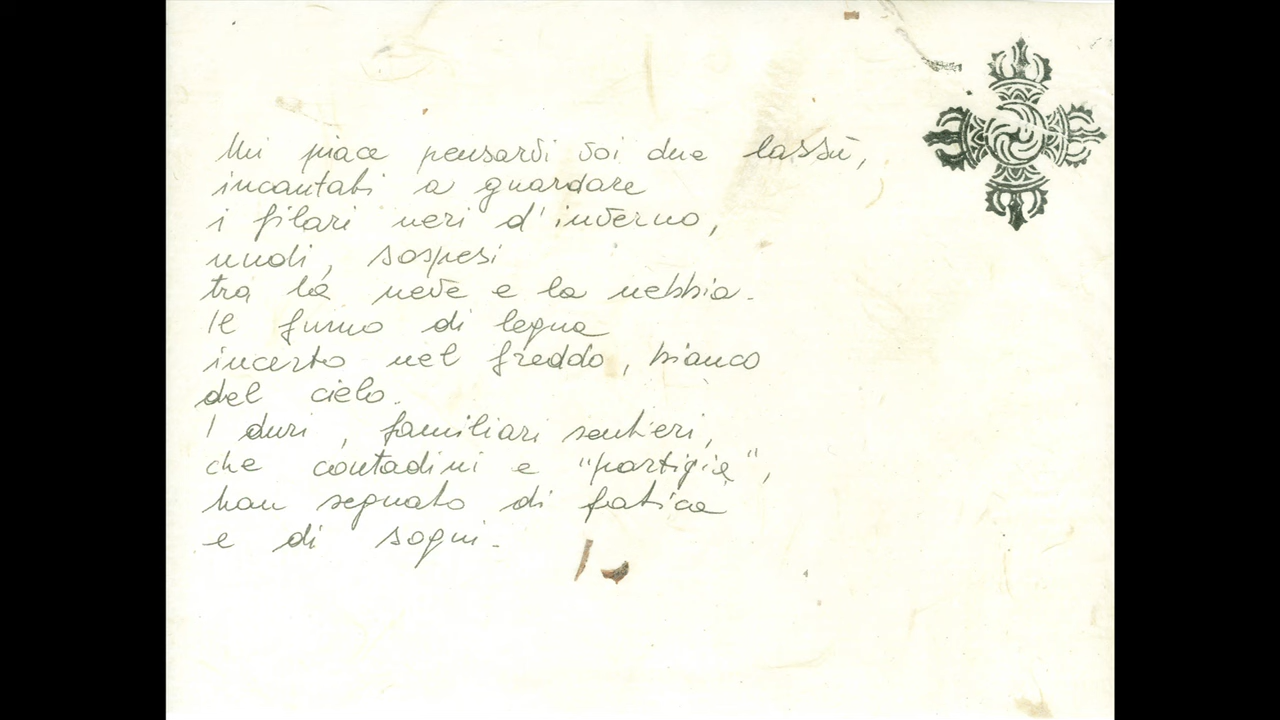 Mi piace pensarvi voi due lassù,
incantati a guardare
i filari neri d'inverno,
nudi, sospesi
tra la neve e la nebbia.
Il fumo di legna
incerto nel freddo, bianco
del cielo.
I duri, familiari sentieri,
che contadini e "partigia",
han segnato di fatica
e di sogni.